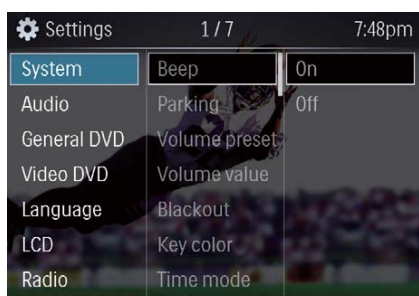 Settings 1/7 7:48pm
System Beep On
Audio Parking Off
General DVD Volume preset
Video DVD Volume value
Language Blackout
LCD Key color
Radio Time mode